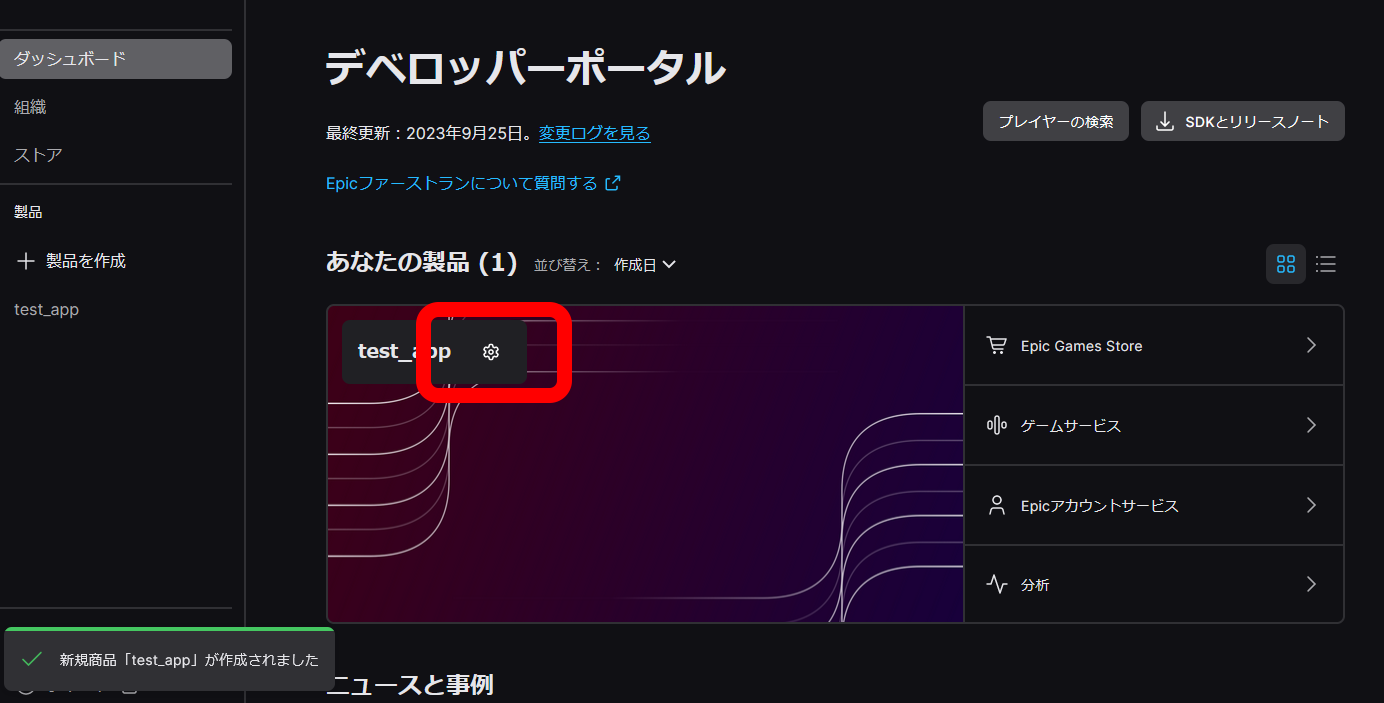 ダッシュボード
組織
ストア
製品
製品を作成
test_app
デベロッパーポータル
最終更新：2023年9月25日。変更ログを見る
プレイヤーの検索
SDKとリリースノート
Epicファーストランについて質問する
あなたの製品 (1) 並び替え： 作成日
test_app
Epic Games Store
ゲームサービス
Epicアカウントサービス
分析
新規商品「test_app」が作成されました
ニュースと事例